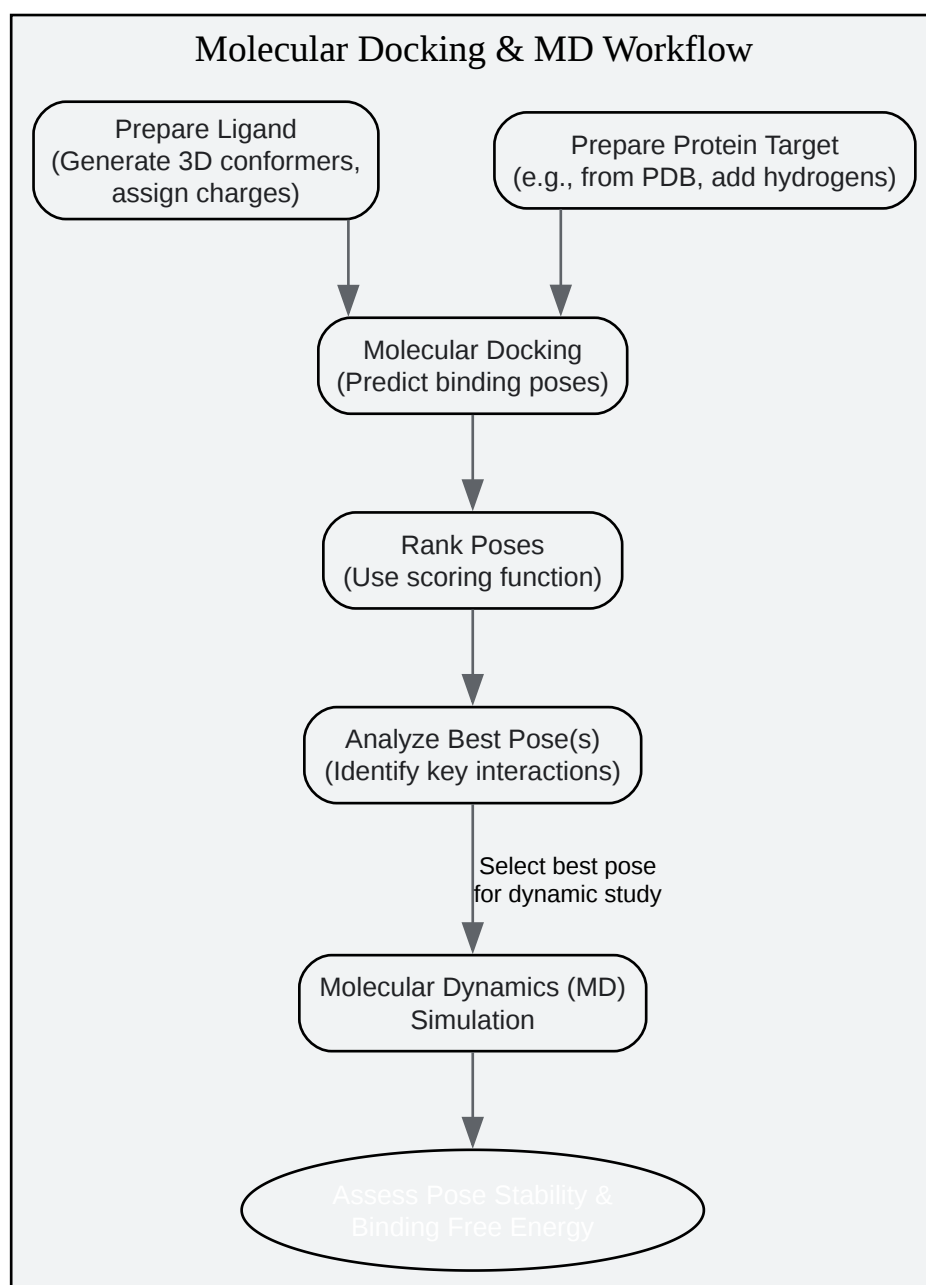 Molecular Docking & MD Workflow
Prepare Ligand
(Generate 3D conformers,
assign charges)
Prepare Protein Target
(e.g., from PDB, add hydrogens)
Molecular Docking
(Predict binding poses)
Rank Poses
(Use scoring function)
Analyze Best Pose(s)
(Identify key interactions)
Select best pose
for dynamic study
Molecular Dynamics (MD)
Simulation
Assess Pose Stability &
Binding Free Energy